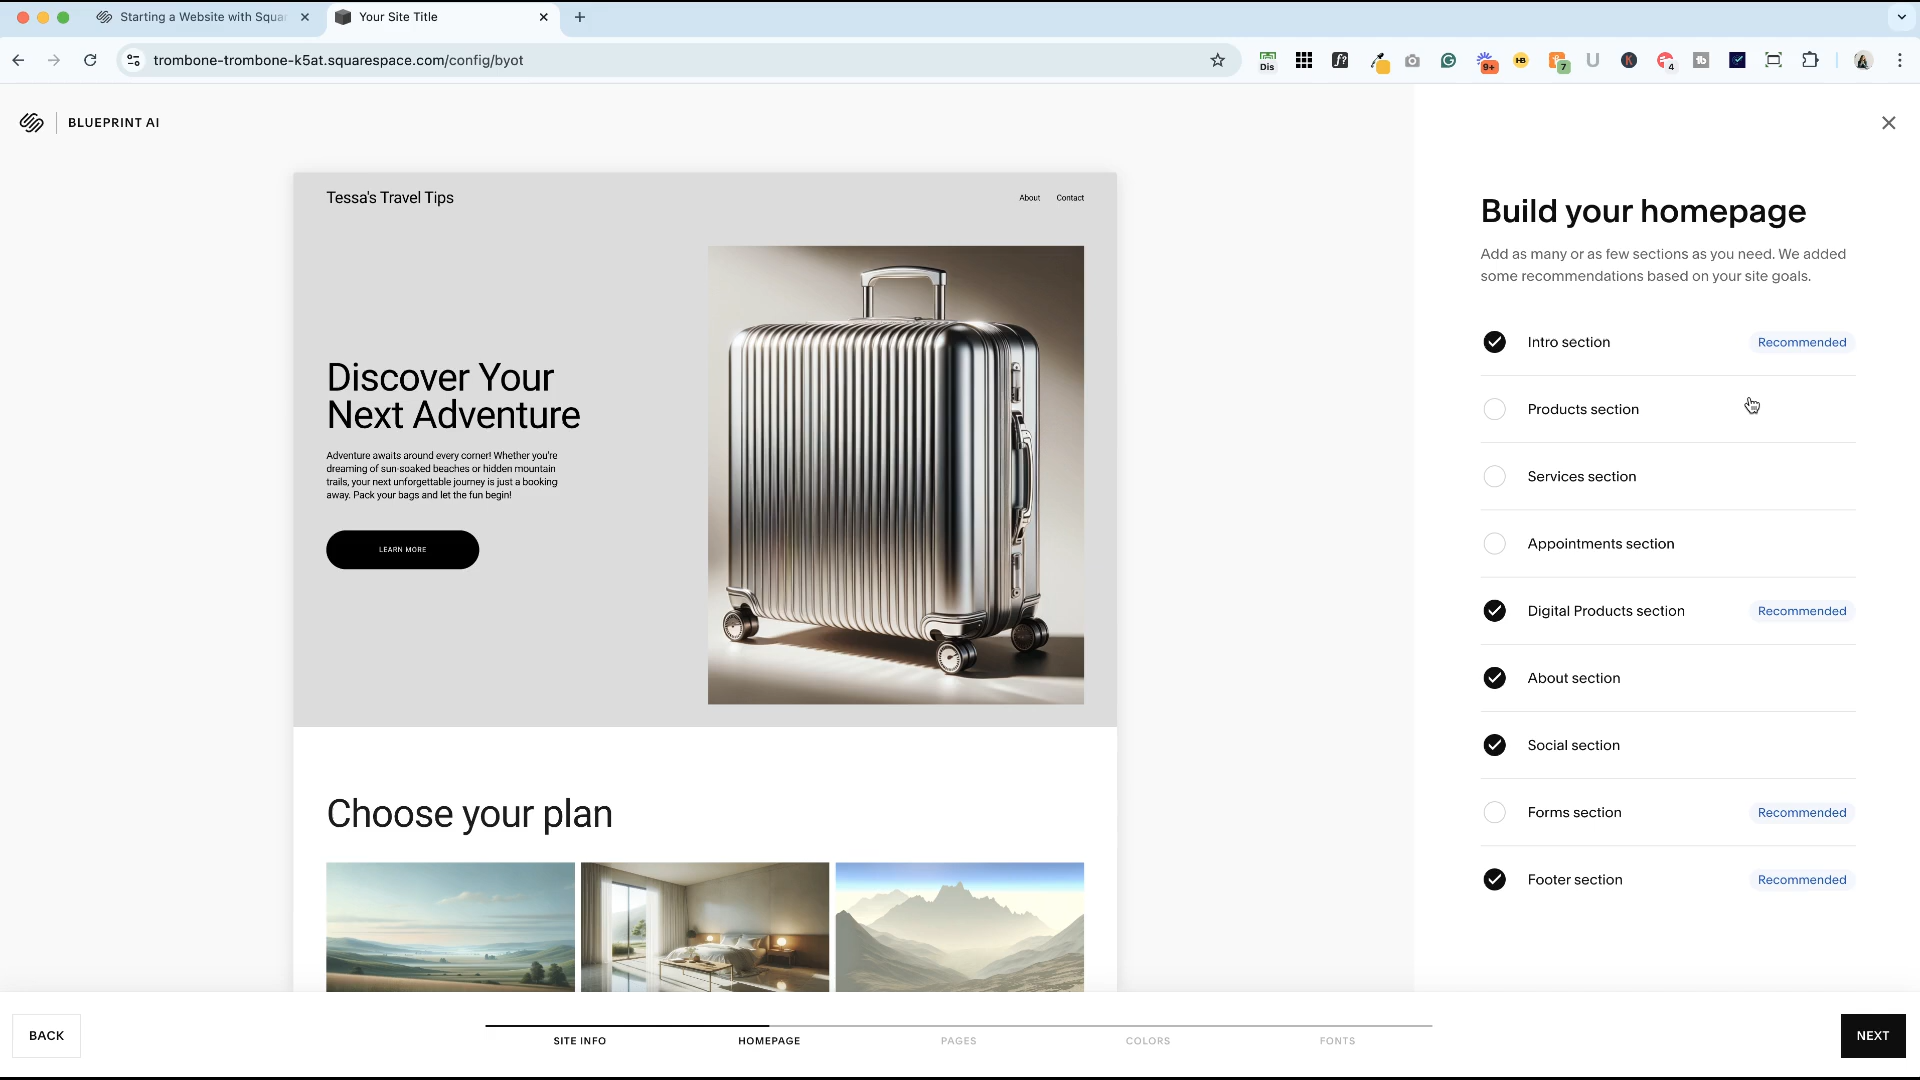 Starting a Website with Squar
Your Site Title
trombone-trombone-k5at.squarespace.com/config/byot
Dis
f?
9+
HB
7
U
K
4
tb
BLUEPRINT AI
Tessa's Travel Tips
About
Contact
Discover Your
Next Adventure
Adventure awaits around every corner! Whether you're
dreaming of sun-soaked beaches or hidden mountain
trails, your next unforgettable journey is just a booking
away. Pack your bags and let the fun begin!
LEARN MORE
Choose your plan
Build your homepage
Add as many or as few sections as you need. We added
some recommendations based on your site goals.
Intro section Recommended
Products section
Services section
Appointments section
Digital Products section Recommended
About section
Social section
Forms section Recommended
Footer section Recommended
BACK
SITE INFO
HOMEPAGE
PAGES
COLORS
FONTS
NEXT